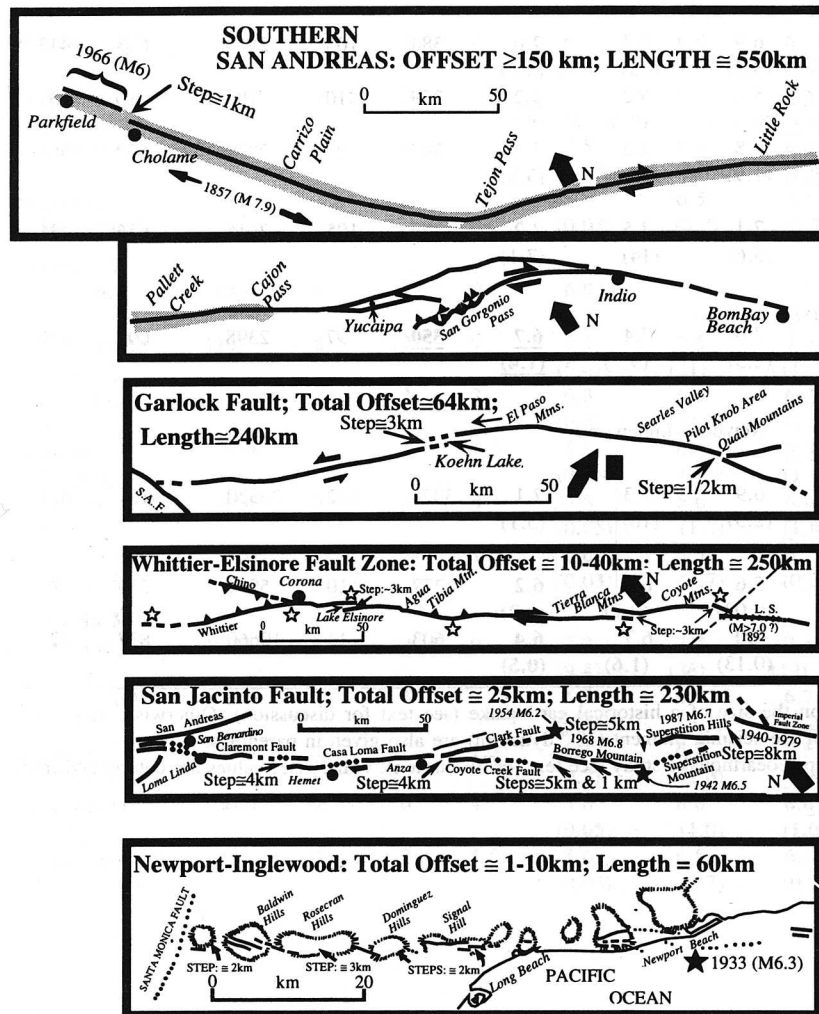 SOUTHERN
SAN ANDREAS: OFFSET ≥150 km; LENGTH ≅ 550km
1966 (M6)
Step≅1km
0 50
km
Parkfield
Cholame
Carrizo
Plain
1857 (M 7.9)
Tejon Pass
N
Little Rock
Pallett
Creek
Cajon
Pass
Yucaipa
San Gorgonio
Pass
Indio
N
BomBay
Beach
Garlock Fault; Total Offset≅64km;
Length≅240km
Step≅3km
El Paso
Mtns.
Koehn Lake
Searles Valley
Pilot Knob Area
Quail Mountains
Step≅1/2km
0 50
km
S.A.F.
Whittier-Elsinore Fault Zone: Total Offset ≅ 10-40km; Length ≅ 250km
Chino
Corona
Step:~3km
Agua
Tibia Mtn.
Tierra
Blanca
Mtns
N
Coyote
Mtns.
Whittier
Lake Elsinore
0 50
km
Step:~3km
L. S.
(M>7.0 ?)
1892
San Jacinto Fault; Total Offset ≅ 25km; Length ≅ 230km
San Andreas
San Bernardino
0 50
km
1954 M6.2
Step≅5km
1987 M6.7
Superstition Hills
Imperial
Fault Zone
1940-
1979
Claremont Fault
Casa Loma Fault
Clark Fault
1968 M6.8
Borrego Mountain
Step≅8km
Loma Linda
Step≅4km
Hemet
Step≅4km
Anza
Coyote Creek Fault
Steps≅5km & 1 km
Superstition
Mountain
1942 M6.5
N
Newport-Inglewood: Total Offset ≅ 1-10km; Length = 60km
SANTA MONICA FAULT
Baldwin
Hills
Rosecran
Hills
Dominguez
Hills
Signal
Hill
STEP: ≅ 2km
STEP: ≅ 3km
STEPS: ≅ 2km
0 20
km
Long Beach
PACIFIC
OCEAN
Newport Beach
1933 (M6.3)